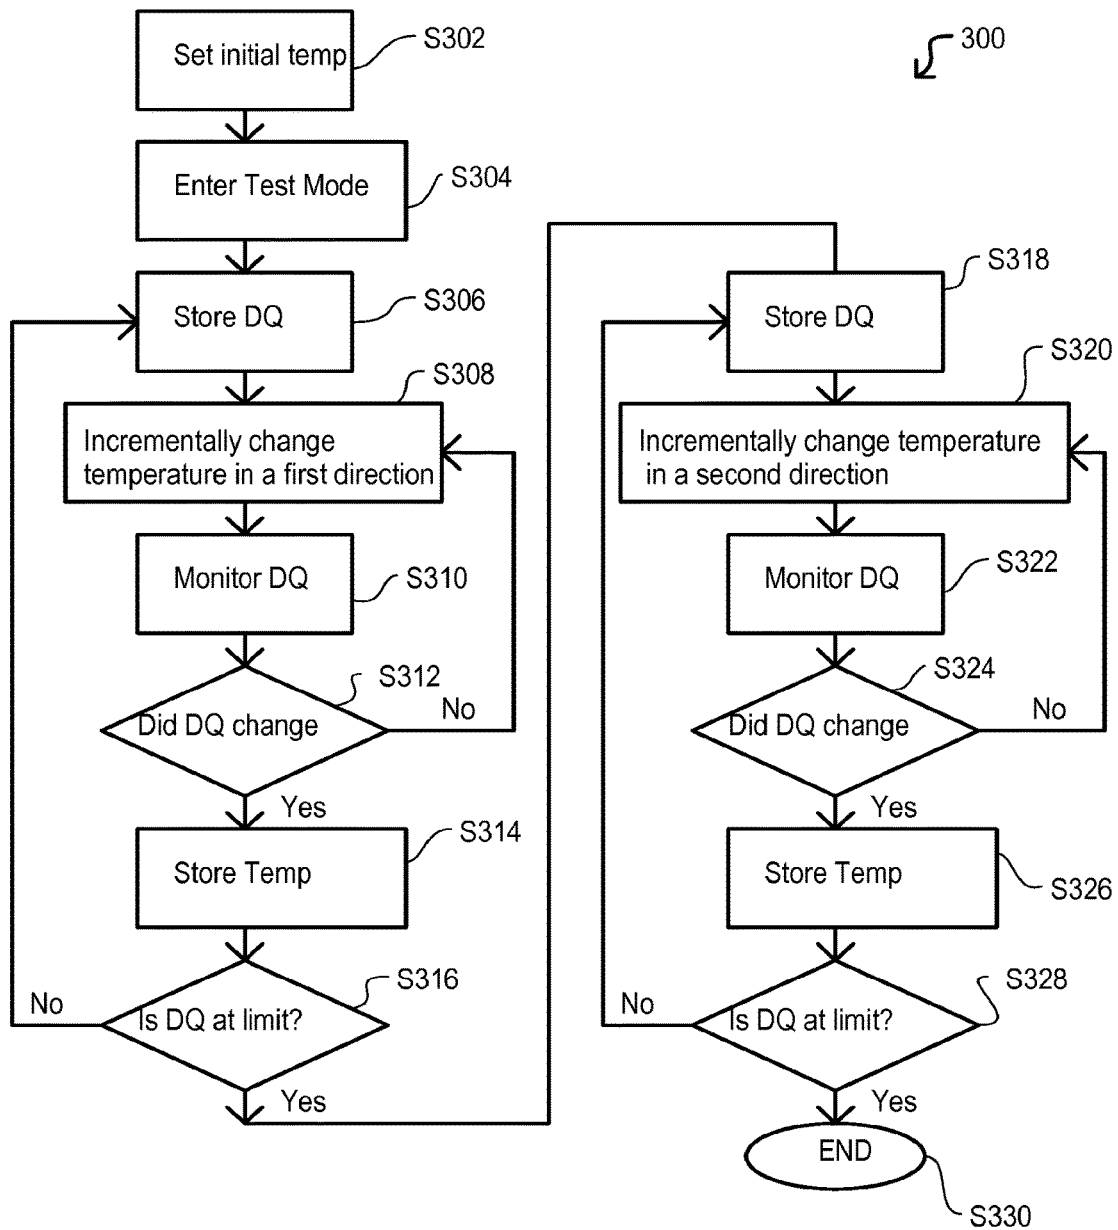 300
Set initial temp
S302
Enter Test Mode
S304
Store DQ
S306
Incrementally change
temperature in a first direction
S308
Monitor DQ
S310
Did DQ change
S312
No
Yes
Store Temp
S314
Is DQ at limit?
S316
No
Yes
Store DQ
S318
Incrementally change temperature
in a second direction
S320
Monitor DQ
S322
Did DQ change
S324
No
Yes
Store Temp
S326
Is DQ at limit?
S328
No
Yes
END
S330